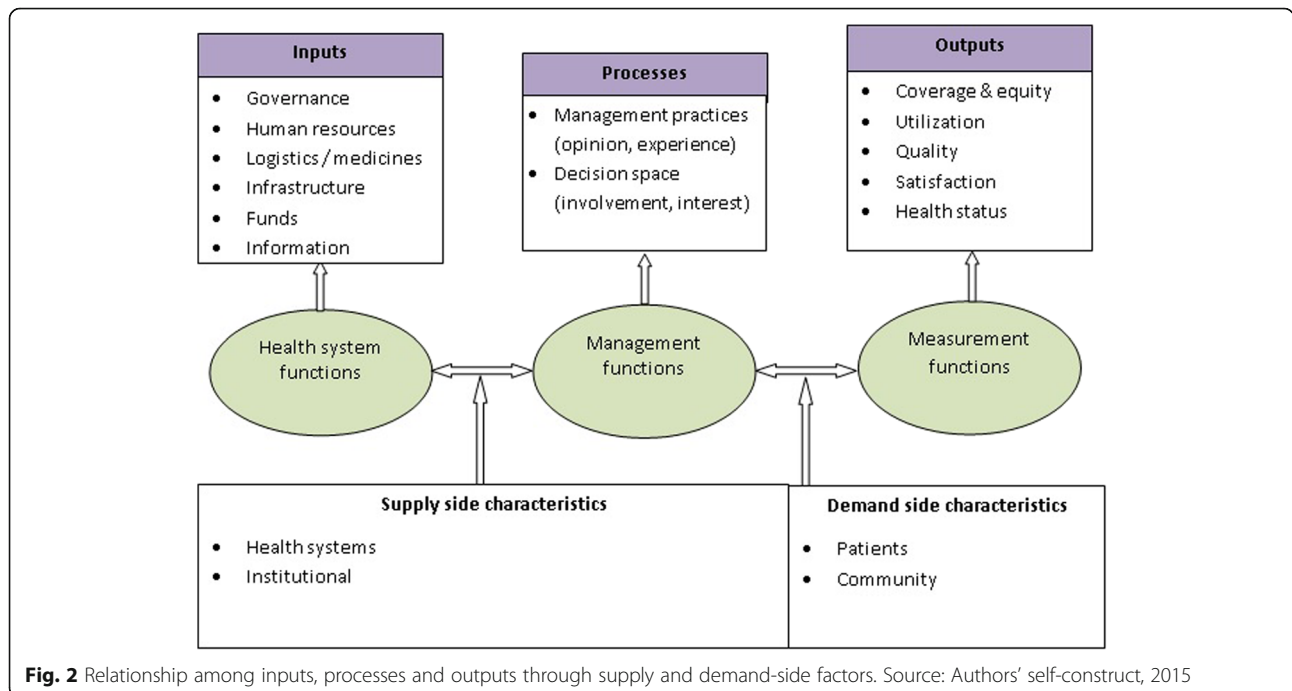 Inputs
• Governance
• Human resources
• Logistics / medicines
• Infrastructure
• Funds
• Information
Processes
• Management practices
(opinion, experience)
• Decision space
(involvement, interest)
Outputs
• Coverage & equity
• Utilization
• Quality
• Satisfaction
• Health status
Health system
functions
Management
functions
Measurement
functions
Supply side characteristics
• Health systems
• Institutional
Demand side characteristics
• Patients
• Community
Fig. 2 Relationship among inputs, processes and outputs through supply and demand-side factors. Source: Authors' self-construct, 2015